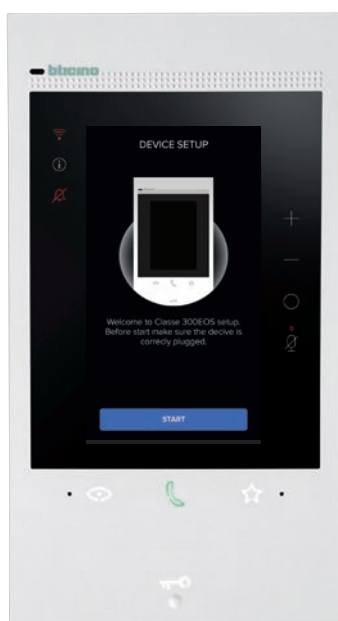 bticino
DEVICE SETUP
Welcome to Classe 300EOS setup.
Before start make sure the decive is
correcly plugged.
START